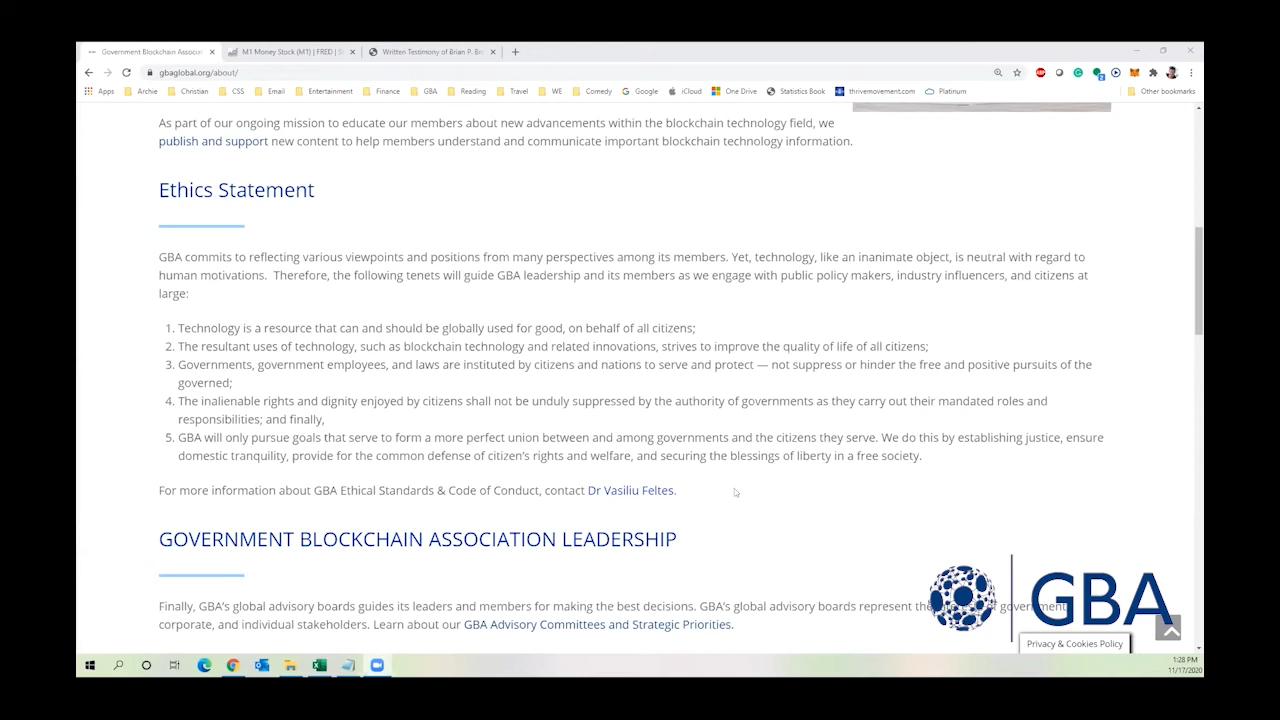 Government Blockchain Associat
M1 Money Stock (M1) | FRED | S
Written Testimony of Brian P. Br
gbaglobal.org/about/
Apps Archie Christian CSS Email Entertainment Finance GBA Reading Travel WE Comedy Google iCloud One Drive Statistics Book thrivemovement.com Platinum Other bookmarks
As part of our ongoing mission to educate our members about new advancements within the blockchain technology field, we
publish and support new content to help members understand and communicate important blockchain technology information.
Ethics Statement
GBA commits to reflecting various viewpoints and positions from many perspectives among its members. Yet, technology, like an inanimate object, is neutral with regard to
human motivations. Therefore, the following tenets will guide GBA leadership and its members as we engage with public policy makers, industry influencers, and citizens at
large:
1. Technology is a resource that can and should be globally used for good, on behalf of all citizens;
2. The resultant uses of technology, such as blockchain technology and related innovations, strives to improve the quality of life of all citizens;
3. Governments, government employees, and laws are instituted by citizens and nations to serve and protect — not suppress or hinder the free and positive pursuits of the
governed;
4. The inalienable rights and dignity enjoyed by citizens shall not be unduly suppressed by the authority of governments as they carry out their mandated roles and
responsibilities; and finally,
5. GBA will only pursue goals that serve to form a more perfect union between and among governments and the citizens they serve. We do this by establishing justice, ensure
domestic tranquility, provide for the common defense of citizen's rights and welfare, and securing the blessings of liberty in a free society.
For more information about GBA Ethical Standards & Code of Conduct, contact Dr Vasiliu Feltes.
GOVERNMENT BLOCKCHAIN ASSOCIATION LEADERSHIP
Finally, GBA's global advisory boards guides its leaders and members for making the best decisions. GBA's global advisory boards represent the of government,
corporate, and individual stakeholders. Learn about our GBA Advisory Committees and Strategic Priorities.
GBA
Privacy & Cookies Policy
1:28 PM
11/17/2020